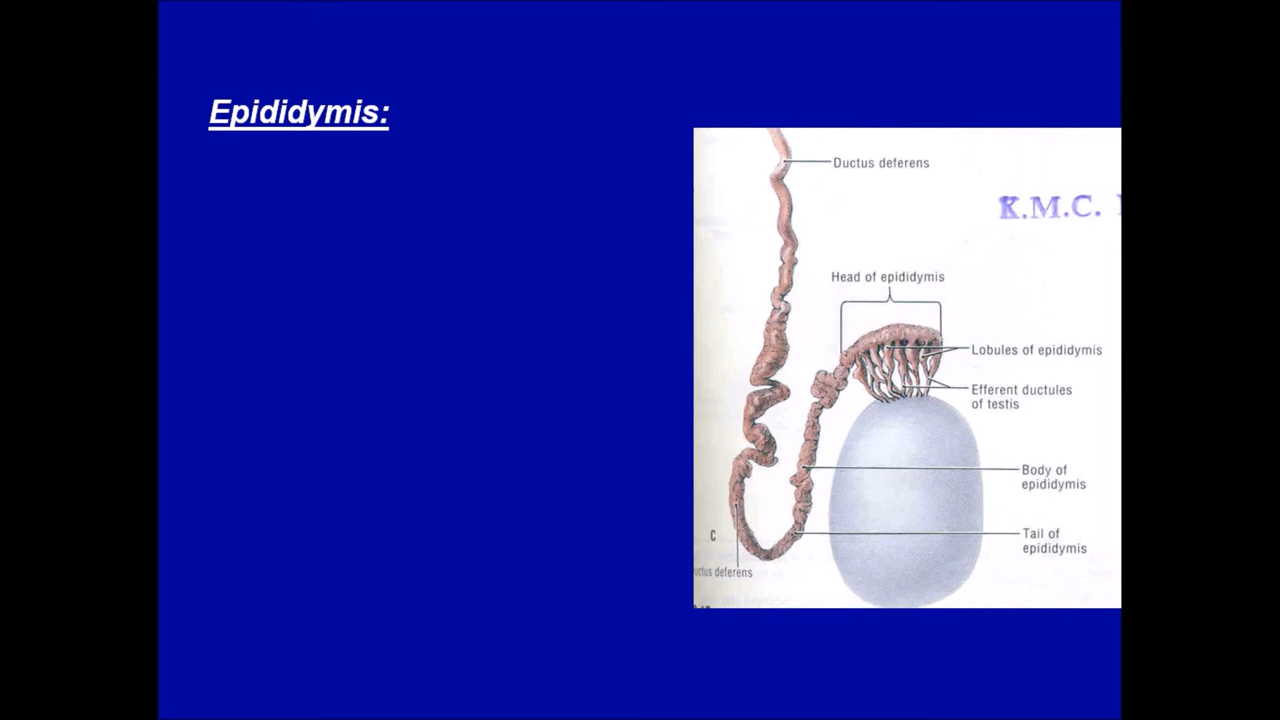 Epididymis:
Ductus deferens
K.M.C.
Head of epididymis
Lobules of epididymis
Efferent ductules
of testis
Body of
epididymis
Tail of
epididymis
C
deferens